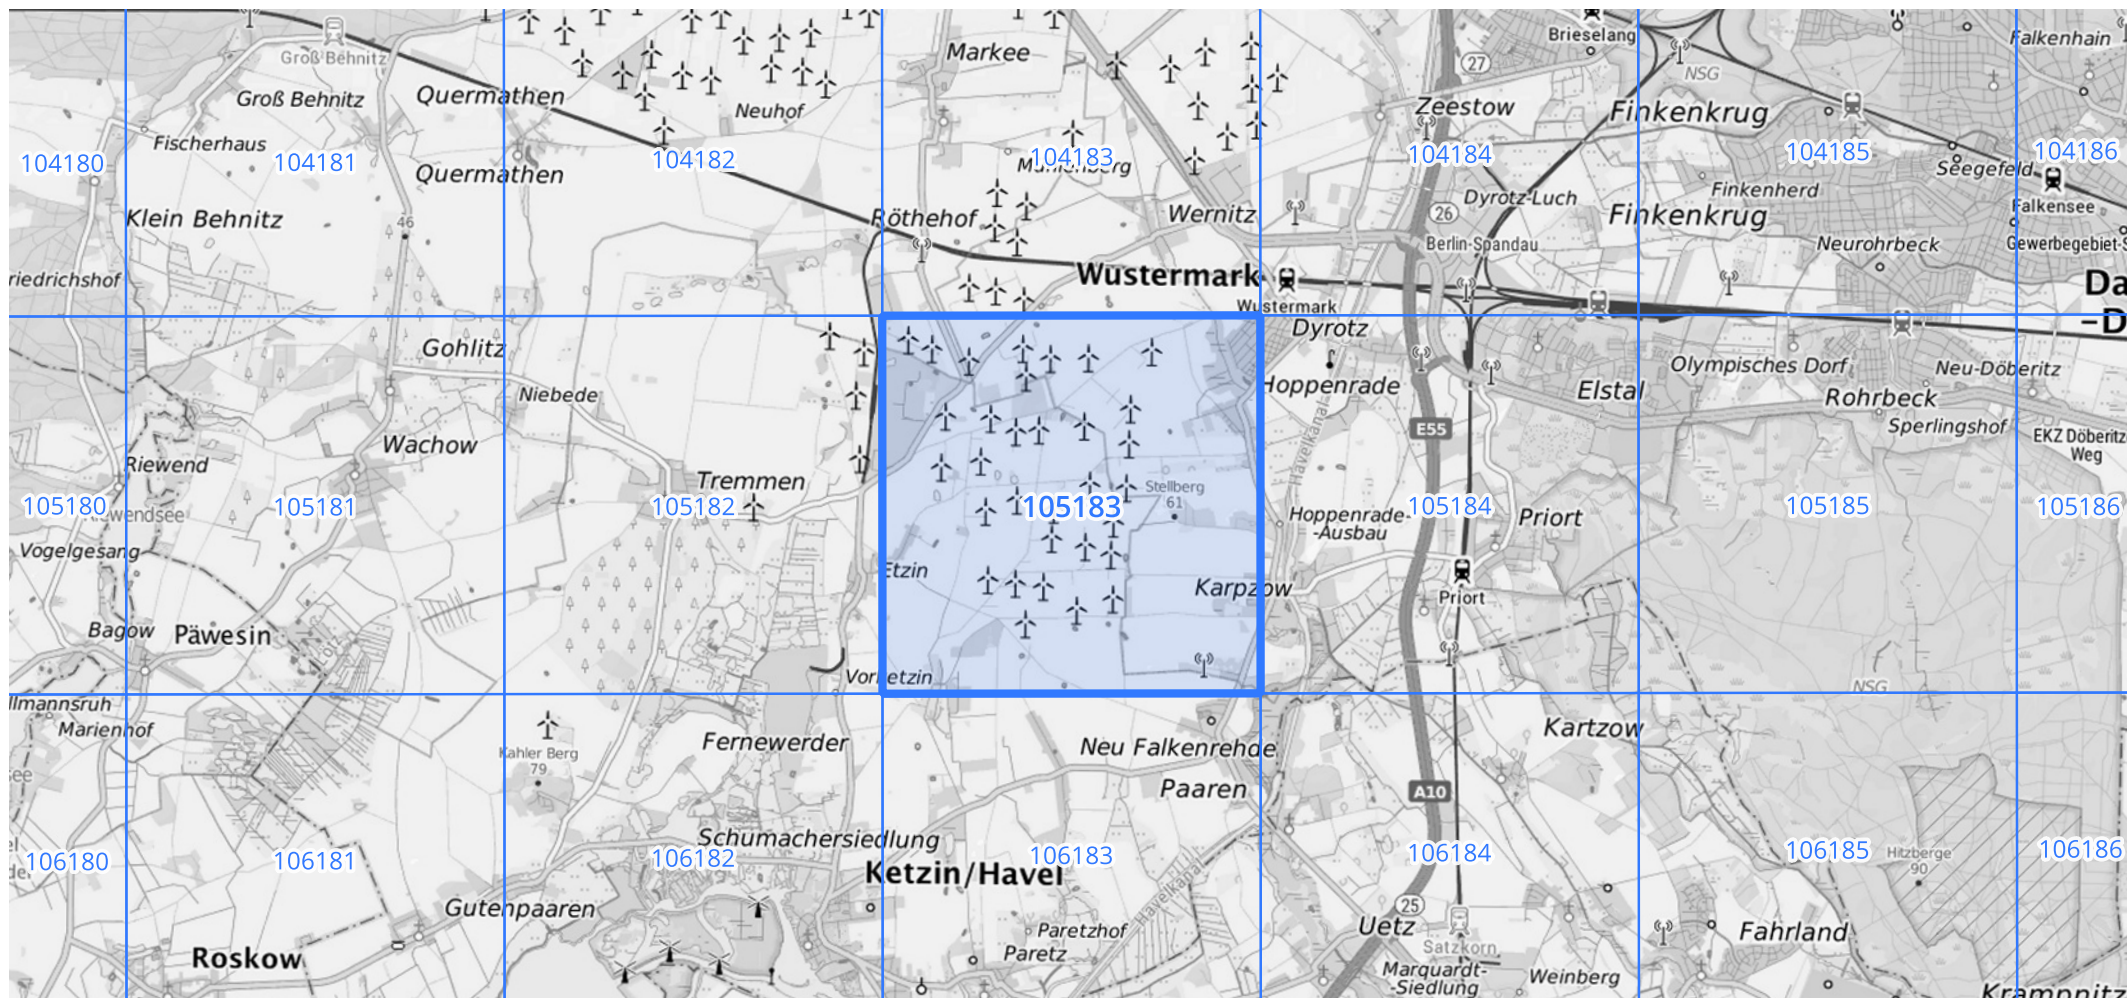 Groß Behnitz
Markee
Brieselang
Falkenhain
27
NSG
Groß Behnitz
Quermathen
Neuhof
Zeestow
Finkenkrug
Fischerhaus
104180
104181
104182
104183
Mühlenberg
104184
104185
104186
Seegefeld
Quermathen
Dyrotz-Luch
Finkenherd
Falkensee
Klein Behnitz
46
Röthehof
Wernitz
26
Finkenkrug
Berlin-Spandau
Neurohrbeck
Gewerbegebiet-S
riedrichshof
Wustermark
Wustermark
Da
-D
Gohlitz
Dyrotz
Niebede
Hoppenrade
Elstal
Olympisches Dorf
Neu-Döberitz
Rohrbeck
Sperlingshof
E55
EKZ Döberitz
Weg
Wachow
Havelkanal
Riewend
Tremmen
Stellberg
61
105180
105181
105182
105183
105184
105185
105186
Riewendsee
Hoppenrade-
-Ausbau
Priort
Vogelgesang
Etzin
Karpzow
Priort
Bagow
Päwesin
Vorketzin
NSG
llmannsruh
Marienhof
Kahler Berg
79
Fernewerder
Neu Falkenrehde
Kartzow
see
Paaren
A10
Schumachersiedlung
106180
106181
106182
106183
106184
106185
106186
Hitzberge
90
Ketzin/Havel
Havelkanal
Gutenpaaren
25
Uetz
Paretzhof
Paretz
Satzkorn
Fahrland
Roskow
Marquardt-
-Siedlung
Weinberg
Krampnitz